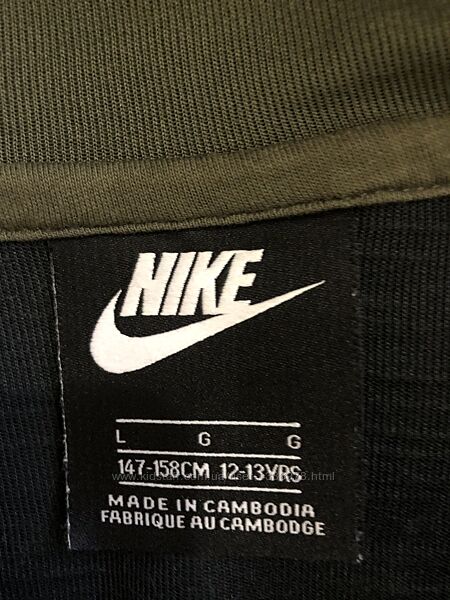 NIKE
L G G
147-158CM 12-13YRS
MADE IN CAMBODIA
FABRIQUE AU CAMBODGE